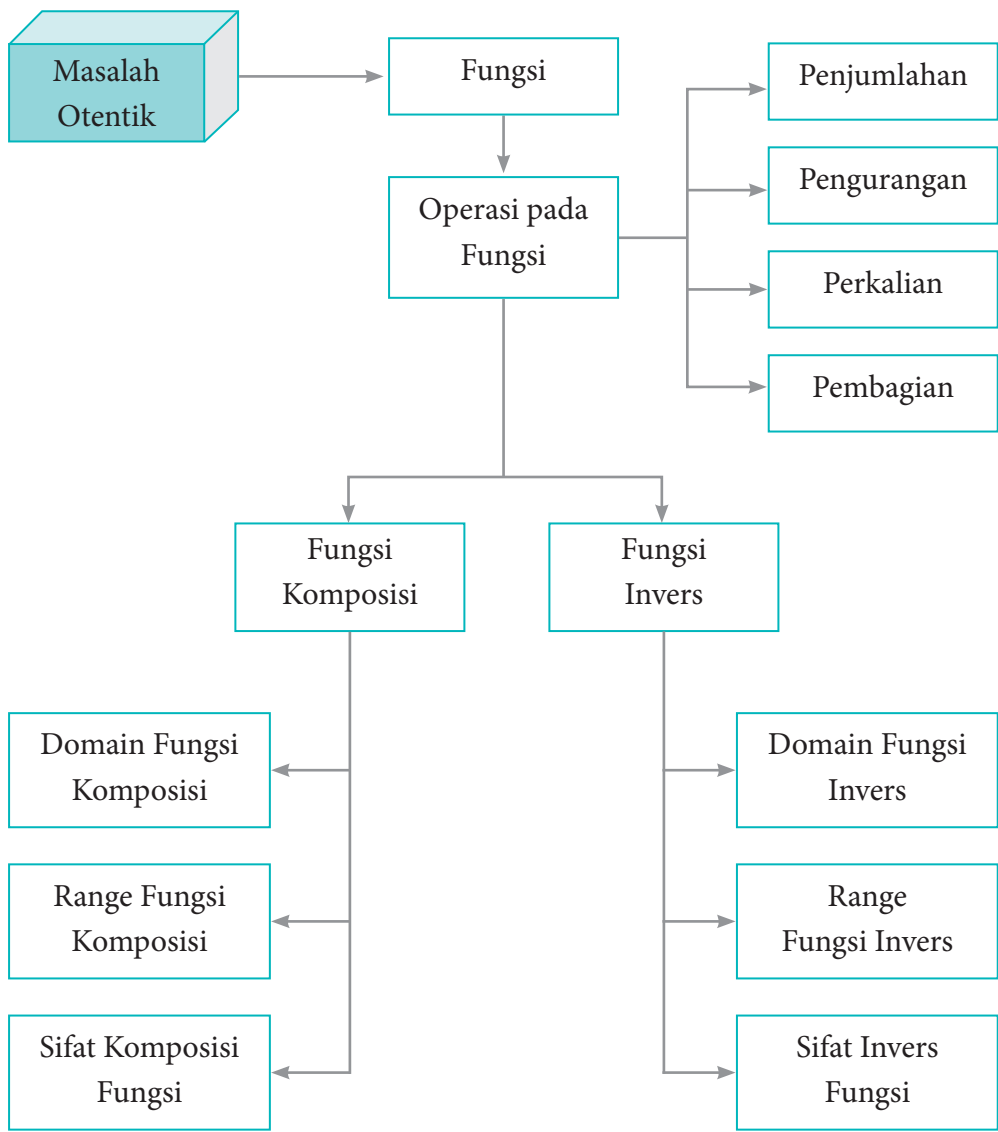 Masalah
Otentik
Fungsi
Operasi pada
Fungsi
Penjumlahan
Pengurangan
Perkalian
Pembagian
Fungsi
Komposisi
Fungsi
Invers
Domain Fungsi
Komposisi
Range Fungsi
Komposisi
Sifat Komposisi
Fungsi
Domain Fungsi
Invers
Range
Fungsi Invers
Sifat Invers
Fungsi